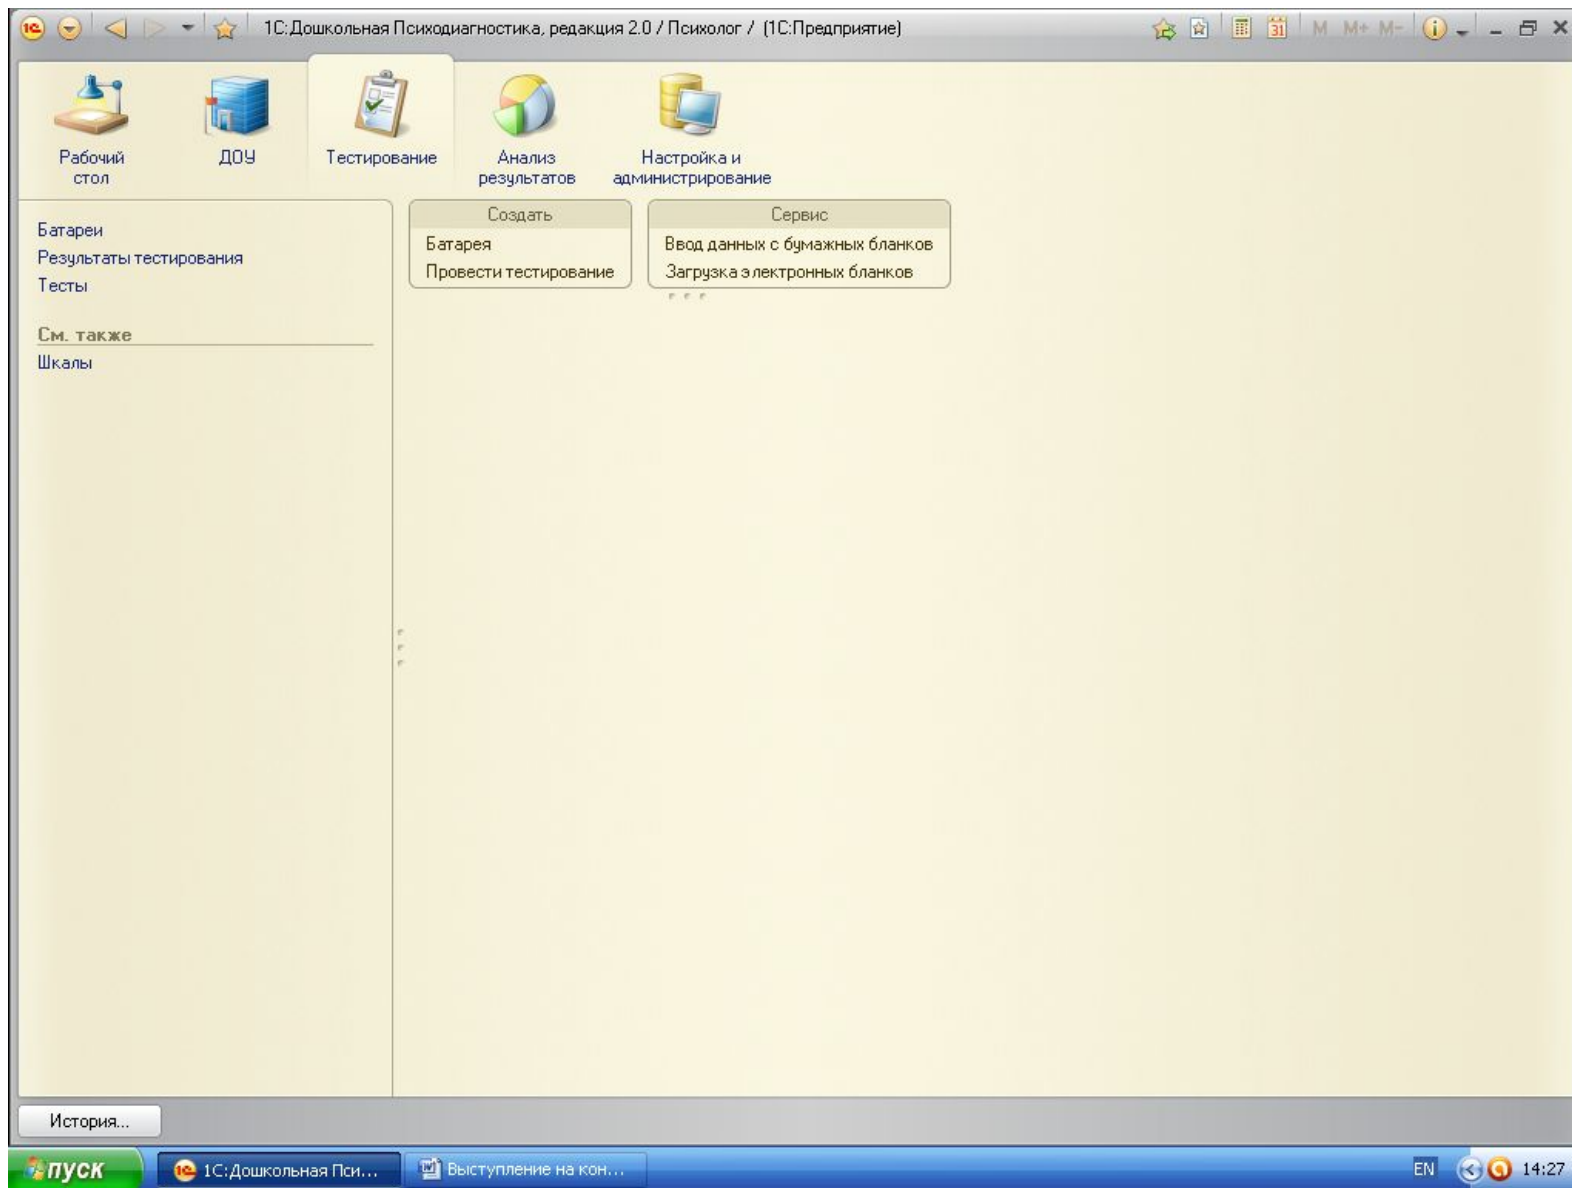 1С:Дошкольная Психодиагностика, редакция 2.0 / Психолог / (1С:Предприятие)
31 M M+ M-
Рабочий
стол
ДОУ
Тестирование
Анализ
результатов
Настройка и
администрирование
Батареи
Результаты тестирования
Тесты
См. также
Шкалы
Создать
Батарея
Провести тестирование
Сервис
Ввод данных с бумажных бланков
Загрузка электронных бланков
История...
пуск
1С:Дошкольная Пси...
Выступление на кон...
EN
14:27